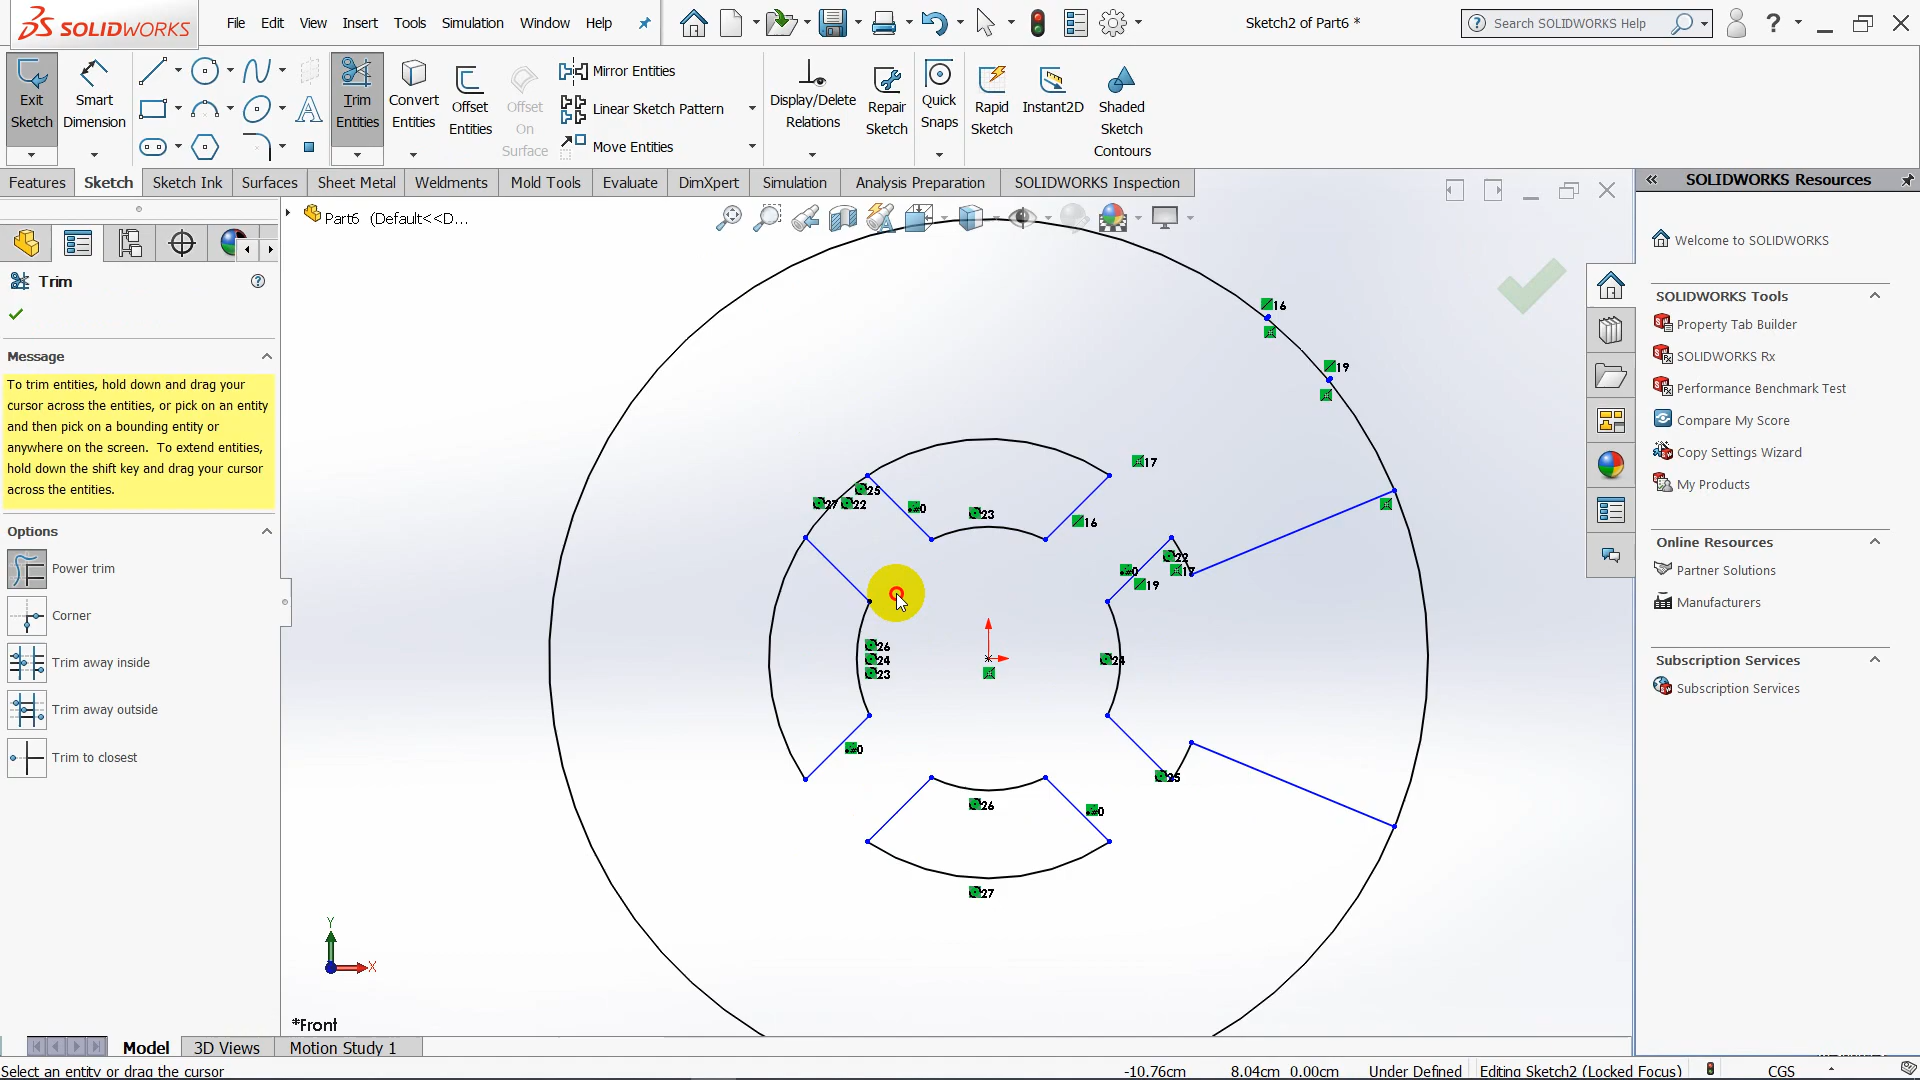 SOLIDWORKS
File Edit View Insert Tools Simulation Window Help
Sketch2 of Part6 *
Search SOLIDWORKS Help
Exit Sketch
Smart Dimension
Trim Entities
Convert Entities
Offset Entities
Offset On Surface
Mirror Entities
Linear Sketch Pattern
Move Entities
Display/Delete Relations
Repair Sketch
Quick Snaps
Rapid Sketch
Instant2D
Shaded Sketch Contours
Features Sketch Sketch Ink Surfaces Sheet Metal Weldments Mold Tools Evaluate DimXpert Simulation Analysis Preparation SOLIDWORKS Inspection
SOLIDWORKS Resources
Part6 (Default<<D...
Trim
Message
To trim entities, hold down and drag your
cursor across the entities, or pick on an entity
and then pick on a bounding entity or
anywhere on the screen. To extend entities,
hold down the shift key and drag your cursor
across the entities.
Options
Power trim
Corner
Trim away inside
Trim away outside
Trim to closest
16
19
17
25
27 22
0
23
16
22
0
17
19
26
24
23
24
0
25
26
0
27
Y
X
*Front
Welcome to SOLIDWORKS
SOLIDWORKS Tools
Property Tab Builder
SOLIDWORKS Rx
Performance Benchmark Test
Compare My Score
Copy Settings Wizard
My Products
Online Resources
Partner Solutions
Manufacturers
Subscription Services
Subscription Services
Model 3D Views Motion Study 1
Select an entity or drag the cursor
-10.76cm 8.04cm 0.00cm Under Defined Editing Sketch2 (Locked Focus) CGS